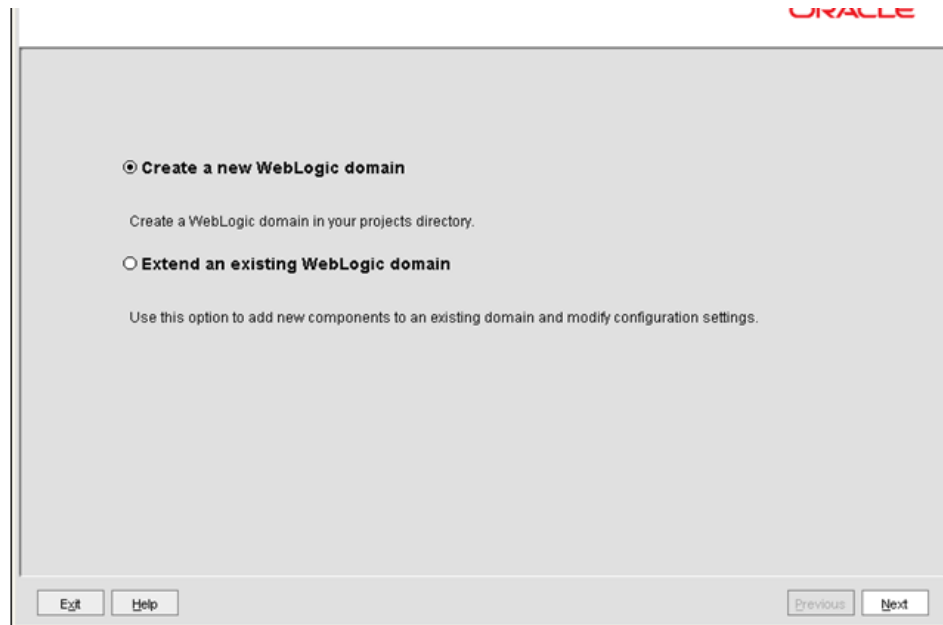 ORACLE
Create a new WebLogic domain
Create a WebLogic domain in your projects directory.
Extend an existing WebLogic domain
Use this option to add new components to an existing domain and modify configuration settings.
Exit Help Previous Next